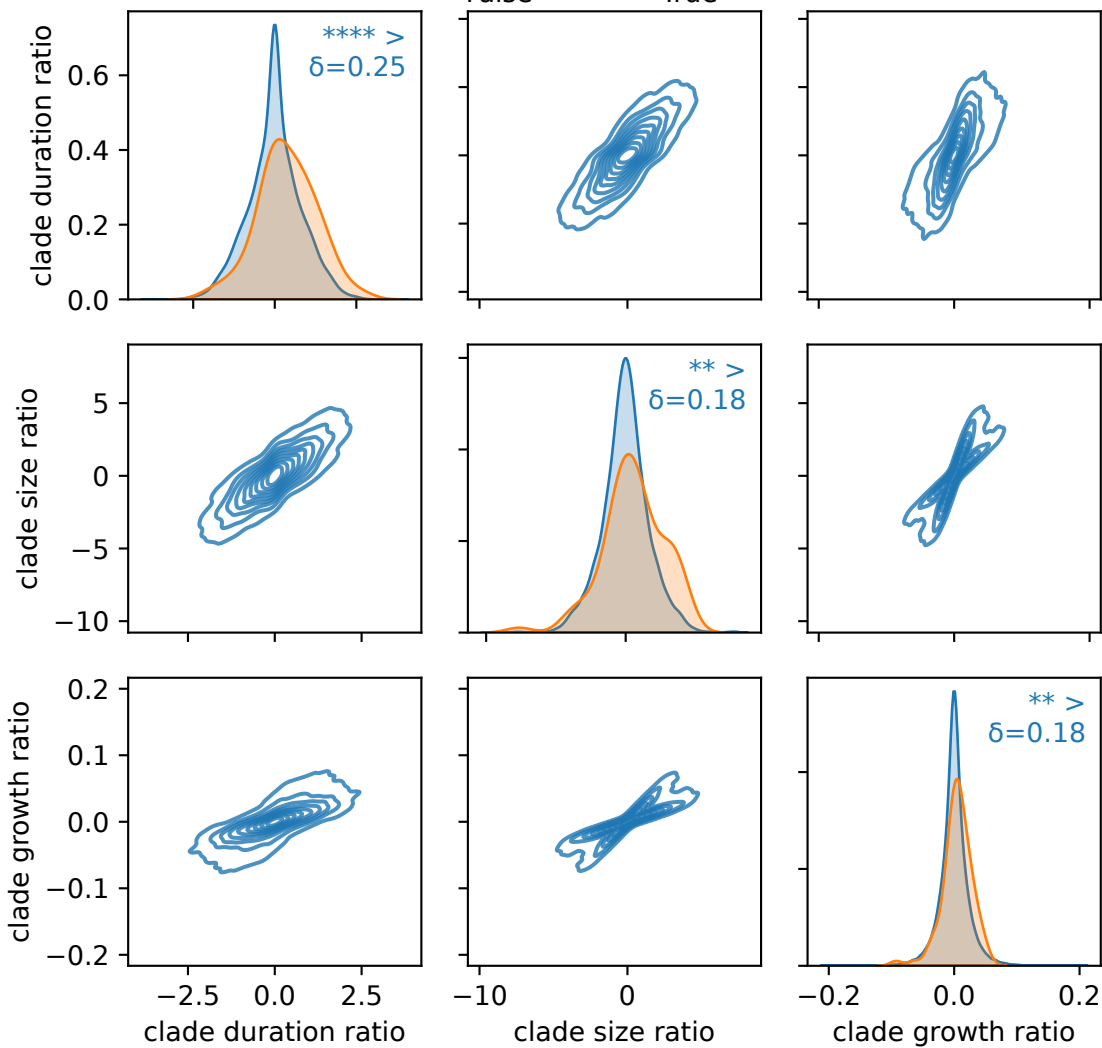 clade duration ratio
0.6
0.4
0.2
0.0
**** >
δ=0.25
clade size ratio
5
0
−5
−10
** >
δ=0.18
clade growth ratio
0.2
0.1
0.0
−0.1
−0.2
** >
δ=0.18
−2.5 0.0 2.5
−10 0
−0.2 0.0 0.2
clade duration ratio
clade size ratio
clade growth ratio